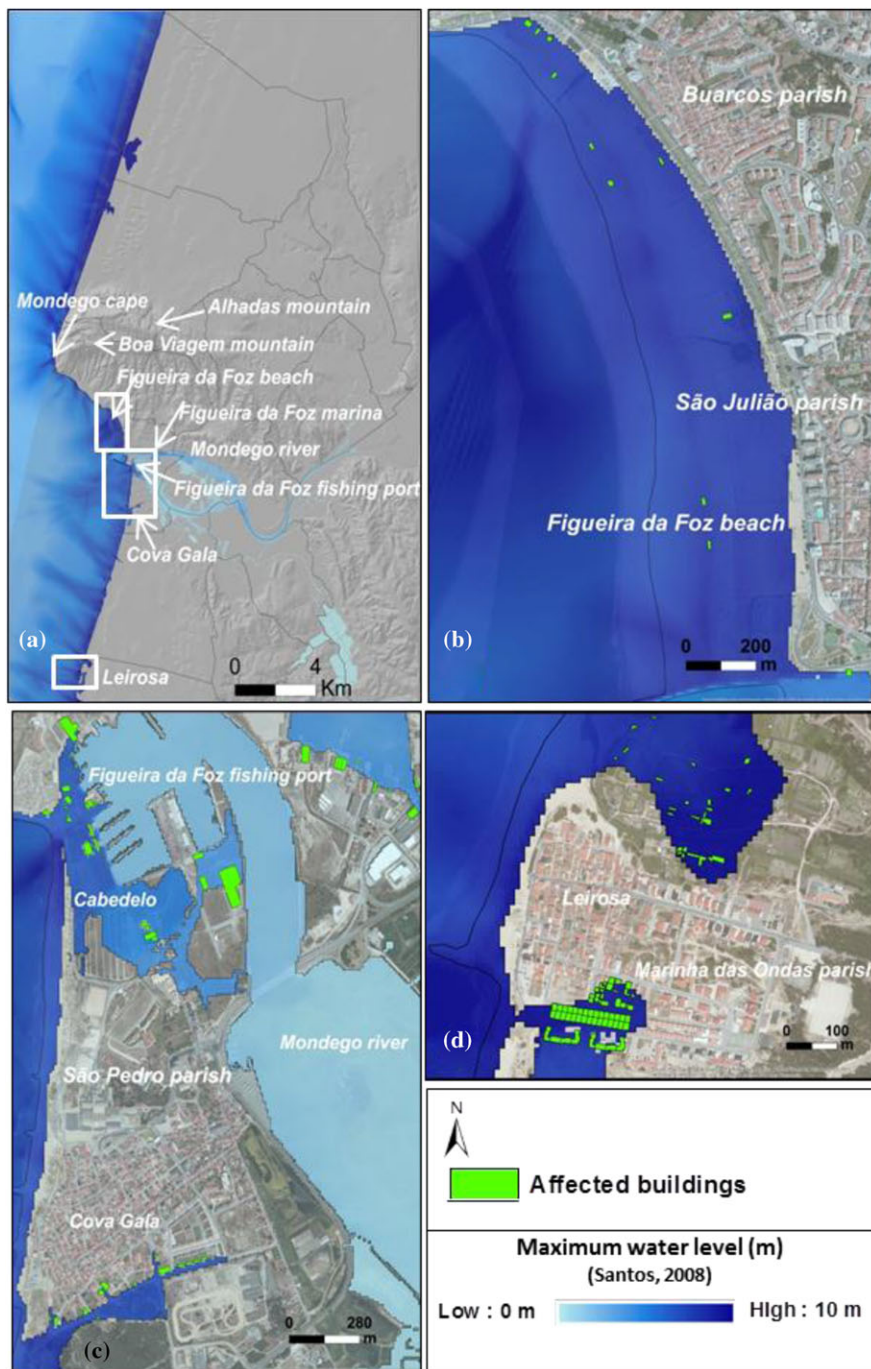 Mondego cape
Alhadas mountain
Boa Viagem mountain
Figueira da Foz beach
Figueira da Foz marina
Mondego river
Figueira da Foz fishing port
Cova Gala
(a)
0 4
Km
Leirosa
Buarcos parish
São Julião parish
Figueira da Foz beach
0 200
m
(b)
Figueira da Foz fishing port
Cabedelo
Mondego river
São Pedro parish
Cova Gala
0 280
m
(c)
Leirosa
Marinha das Ondas parish
(d)
0 100
m
N
Affected buildings
Maximum water level (m)
(Santos, 2008)
Low : 0 m
High : 10 m